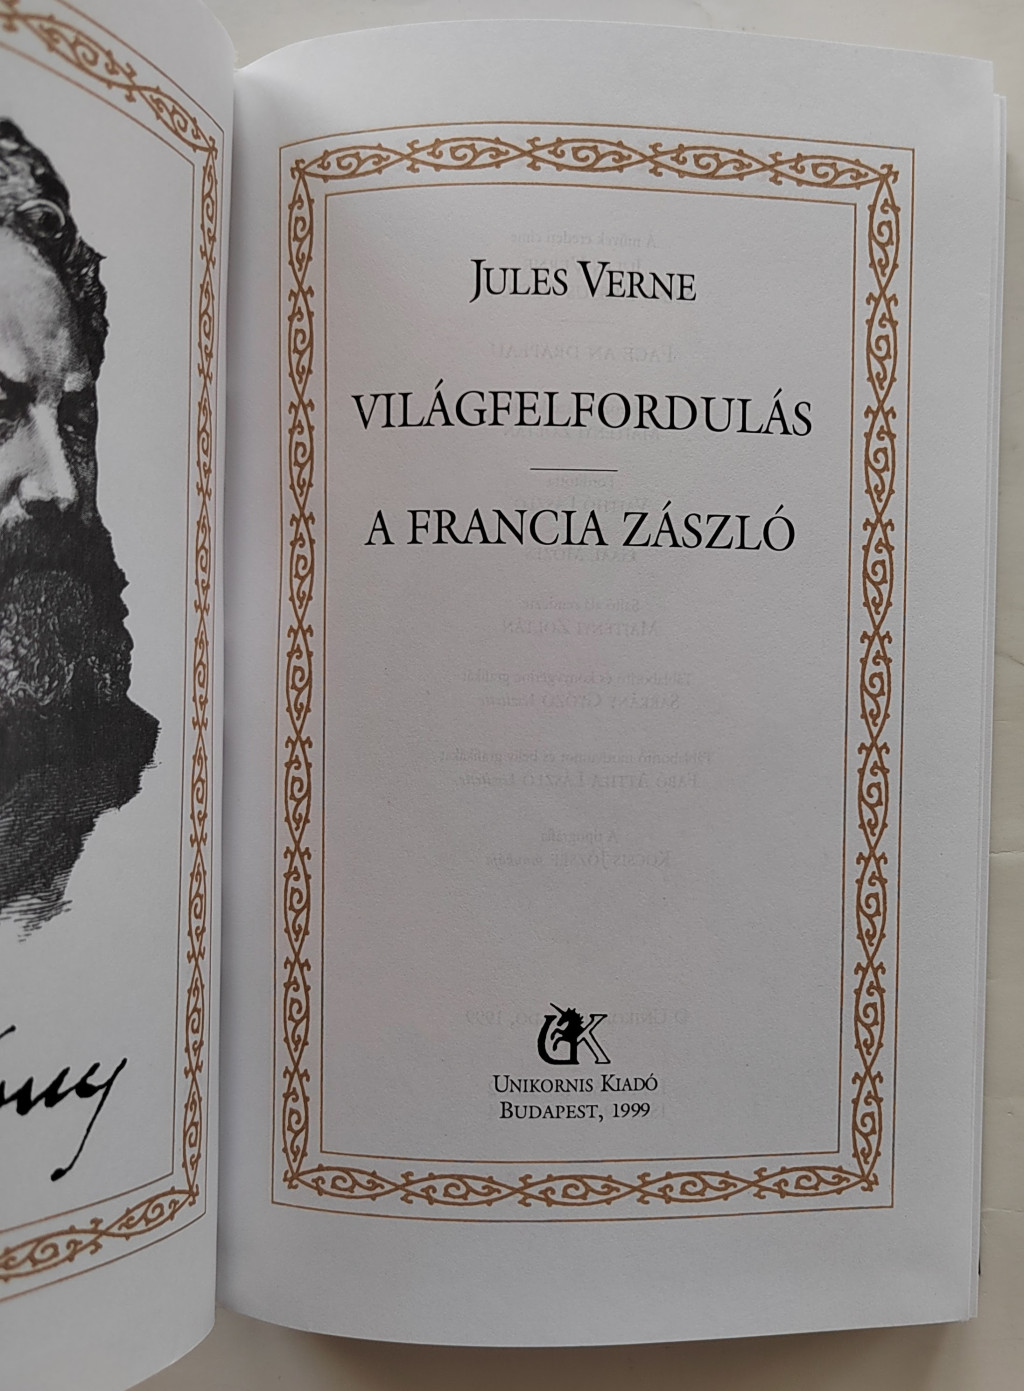 JULES VERNE
VILÁGFELFORDULÁS
A FRANCIA ZÁSZLÓ
UK
UNIKORNIS KIADÓ
BUDAPEST, 1999